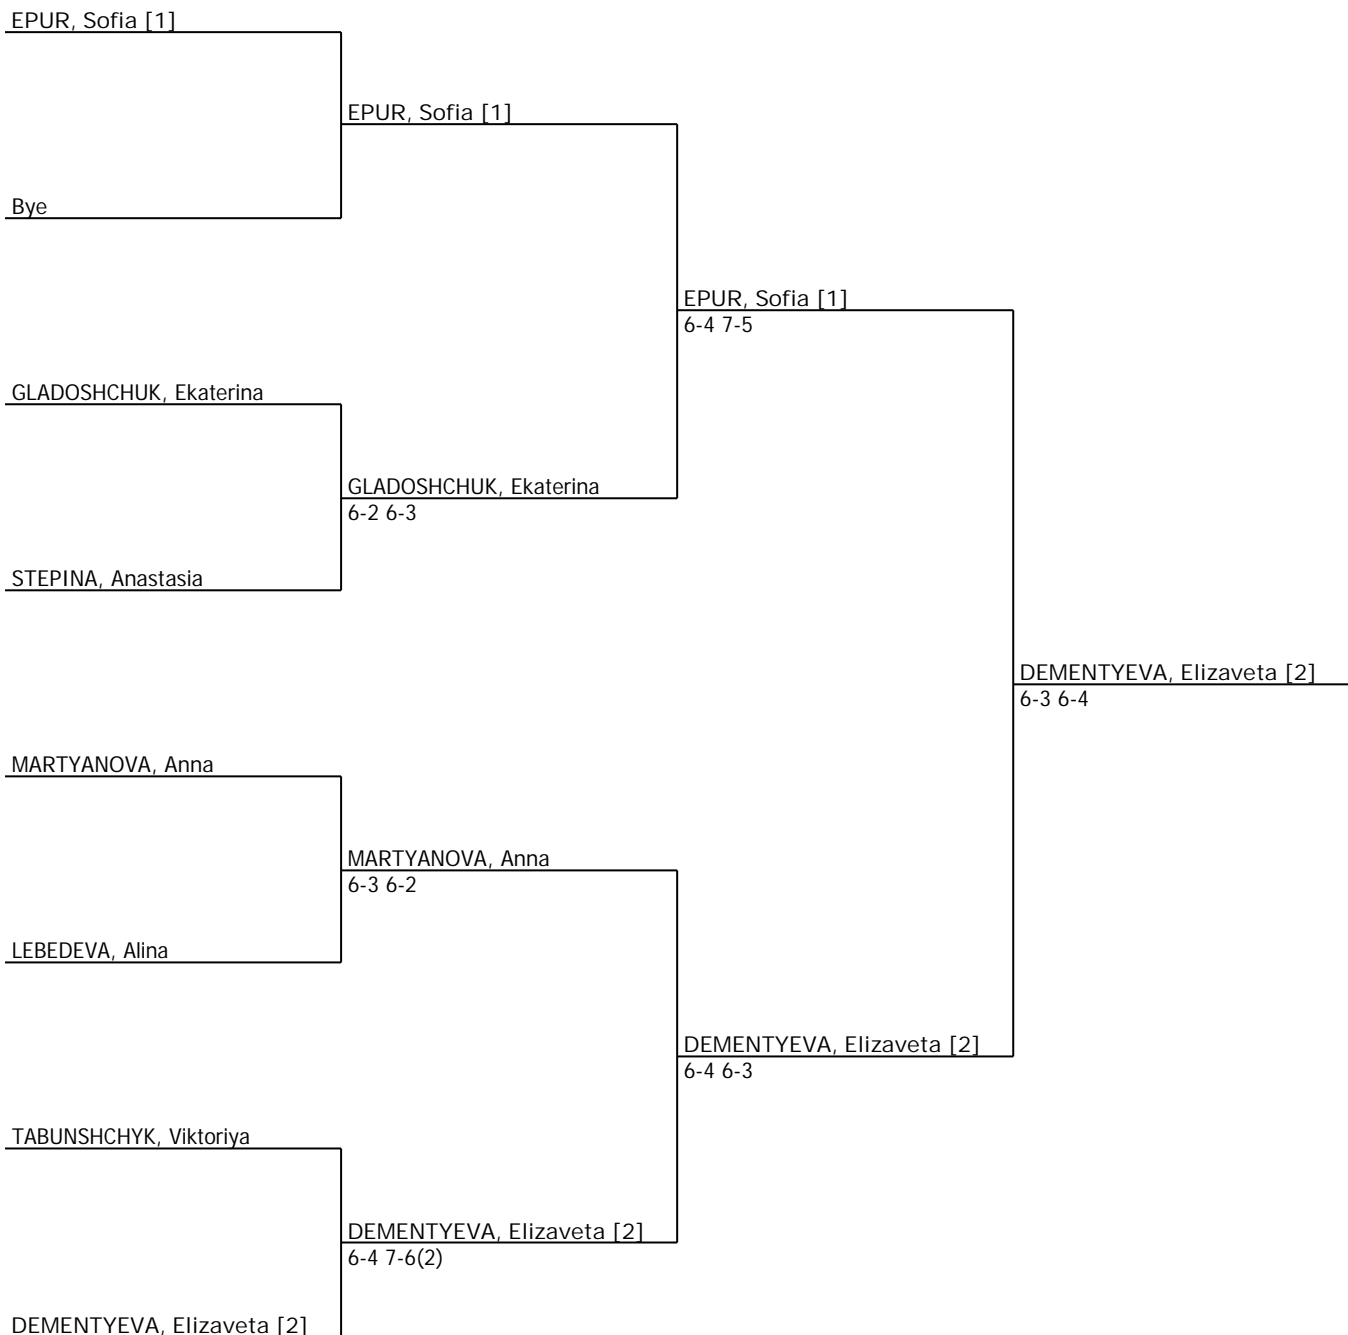 EPUR, Sofia [1]
EPUR, Sofia [1]
Bye
EPUR, Sofia [1]
6-4 7-5
GLADOSHCHUK, Ekaterina
GLADOSHCHUK, Ekaterina
6-2 6-3
STEPINA, Anastasia
DEMENTYEVA, Elizaveta [2]
6-3 6-4
MARTYANOVA, Anna
MARTYANOVA, Anna
6-3 6-2
LEBEDEVA, Alina
DEMENTYEVA, Elizaveta [2]
6-4 6-3
TABUNSHCHYK, Viktoriya
DEMENTYEVA, Elizaveta [2]
6-4 7-6(2)
DEMENTYEVA, Elizaveta [2]